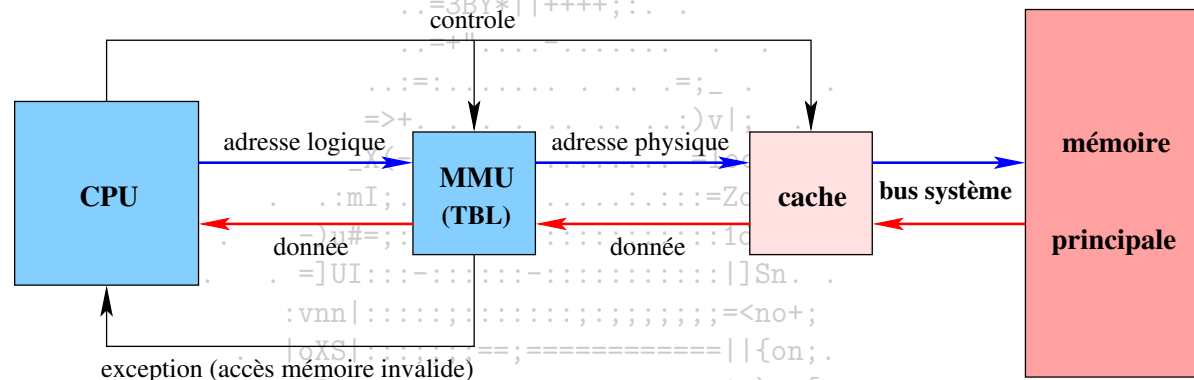 controle
adresse logique
adresse physique
CPU
MMU
(TBL)
cache
bus système
mémoire
principale
donnée
donnée
exception (accès mémoire invalide)